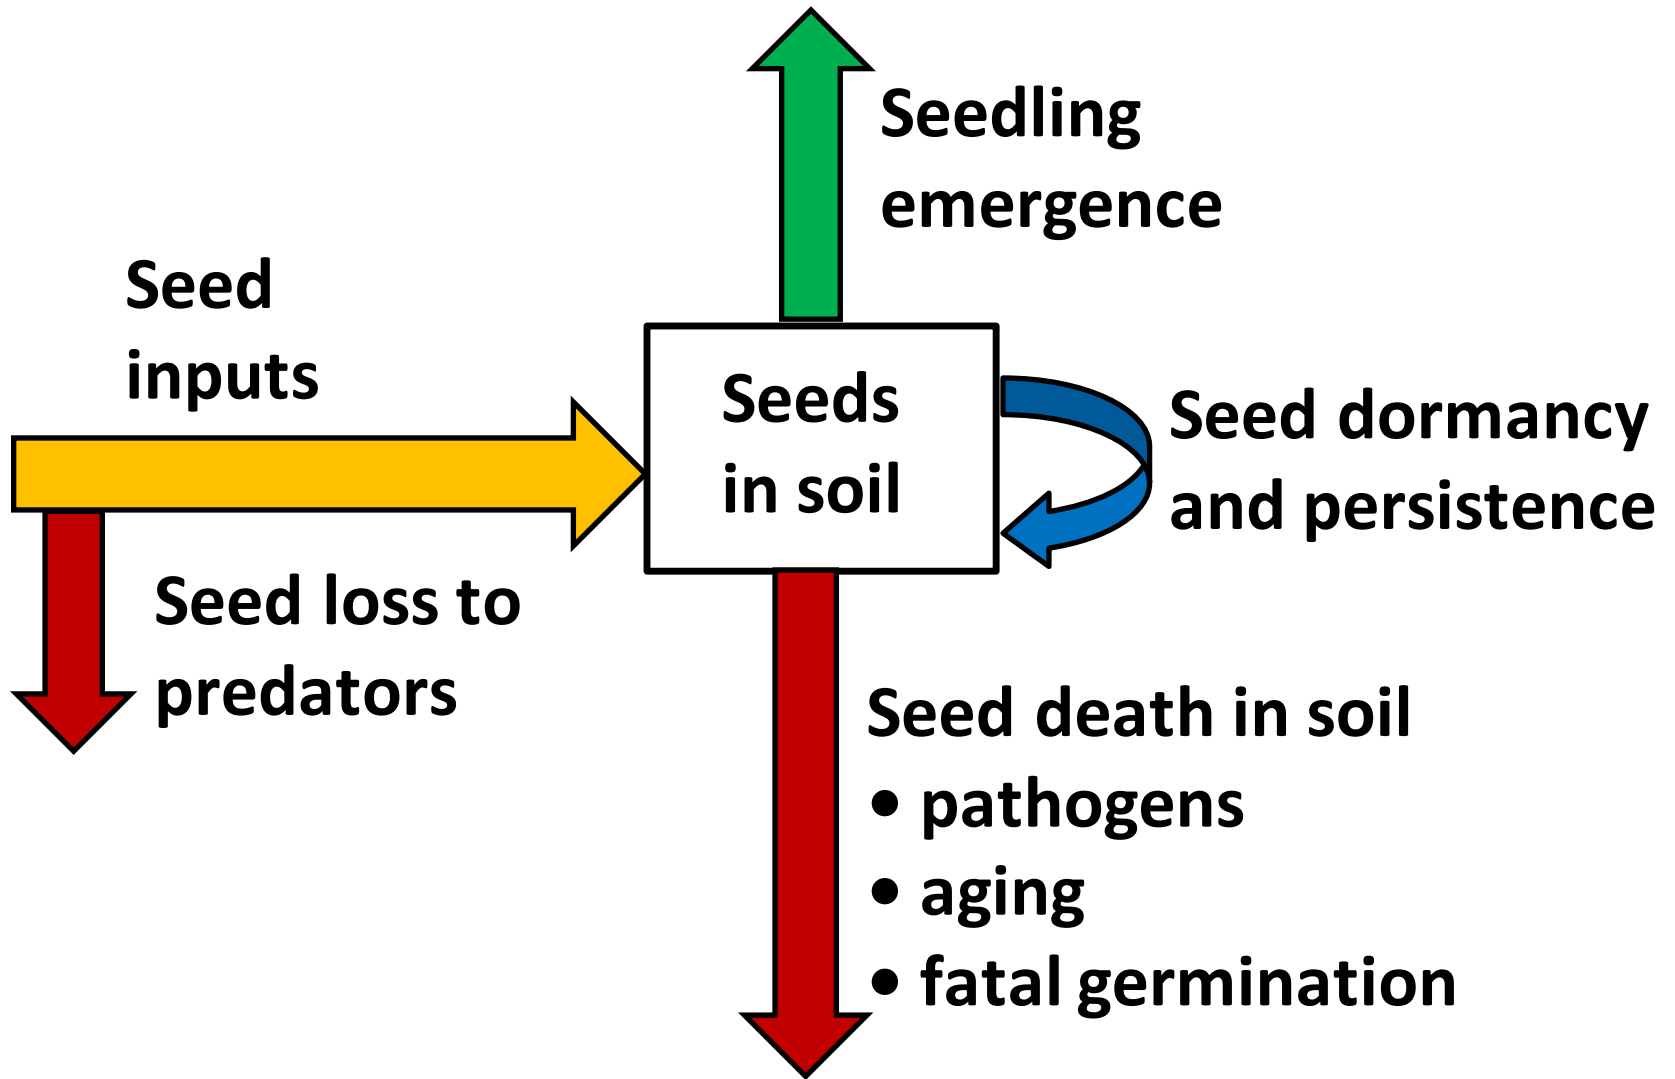 Seedling
emergence
Seed
inputs
Seeds
in soil
Seed dormancy
and persistence
Seed loss to
predators
Seed death in soil
• pathogens
• aging
• fatal germination